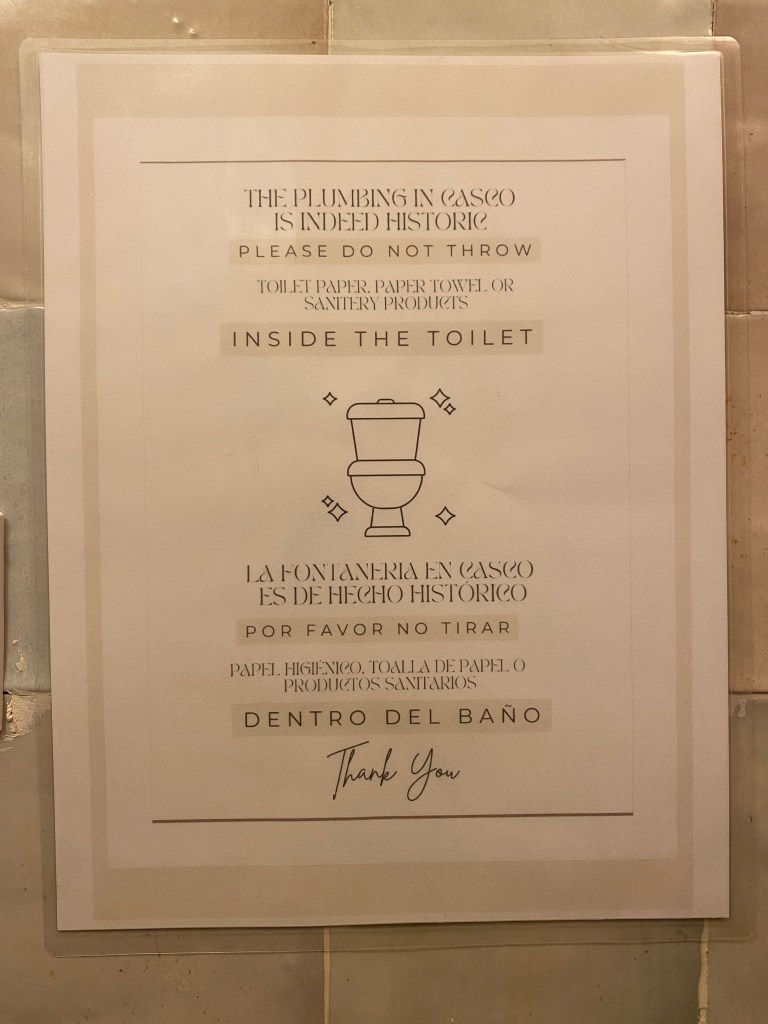 THE PLUMBING IN CASCO
IS INDEED HISTORIC
PLEASE DO NOT THROW
TOILET PAPER, PAPER TOWEL OR
SANITERY PRODUCTS
INSIDE THE TOILET
LA FONTANERIA EN CASCO
ES DE HECHO HISTÓRICO
POR FAVOR NO TIRAR
PAPEL HIGIÉNICO, TOALLA DE PAPEL O
PRODUCTOS SANITARIOS
DENTRO DEL BAÑO
Thank You